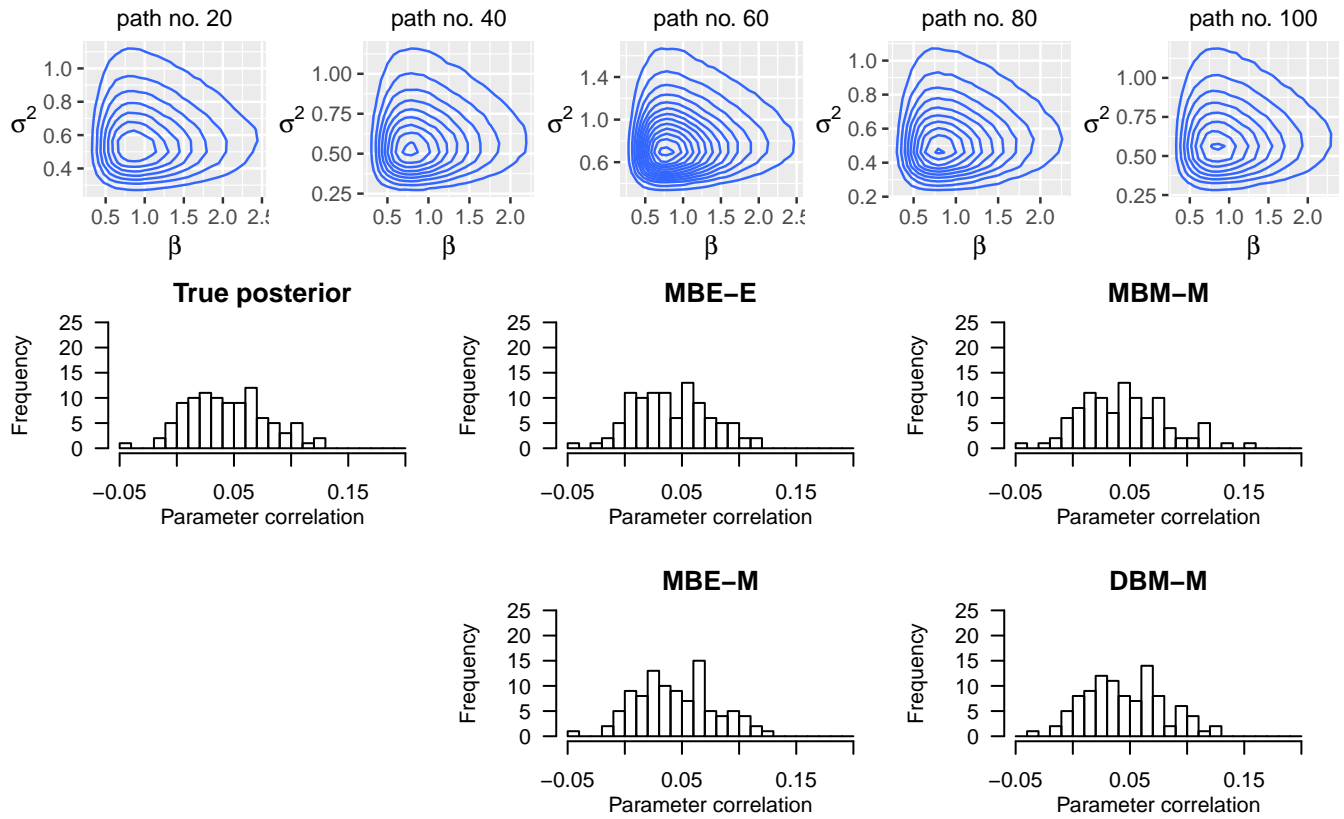 path no. 20
path no. 40
path no. 60
path no. 80
path no. 100
σ²
1.0
0.8
0.6
0.4
0.5 1.0 1.5 2.0 2.5
β
σ²
1.00
0.75
0.50
0.25
0.5 1.0 1.5 2.0
β
σ²
1.4
1.0
0.6
0.5 1.0 1.5 2.0 2.5
β
σ²
1.0
0.8
0.6
0.4
0.2
0.5 1.0 1.5 2.0
β
σ²
1.00
0.75
0.50
0.25
0.5 1.0 1.5 2.0
β
True posterior
Frequency
25
20
15
10
5
0
−0.05 0.05 0.15
Parameter correlation
MBE−E
Frequency
25
20
15
10
5
0
−0.05 0.05 0.15
Parameter correlation
MBM−M
Frequency
25
20
15
10
5
0
−0.05 0.05 0.15
Parameter correlation
MBE−M
Frequency
25
20
15
10
5
0
−0.05 0.05 0.15
Parameter correlation
DBM−M
Frequency
25
20
15
10
5
0
−0.05 0.05 0.15
Parameter correlation